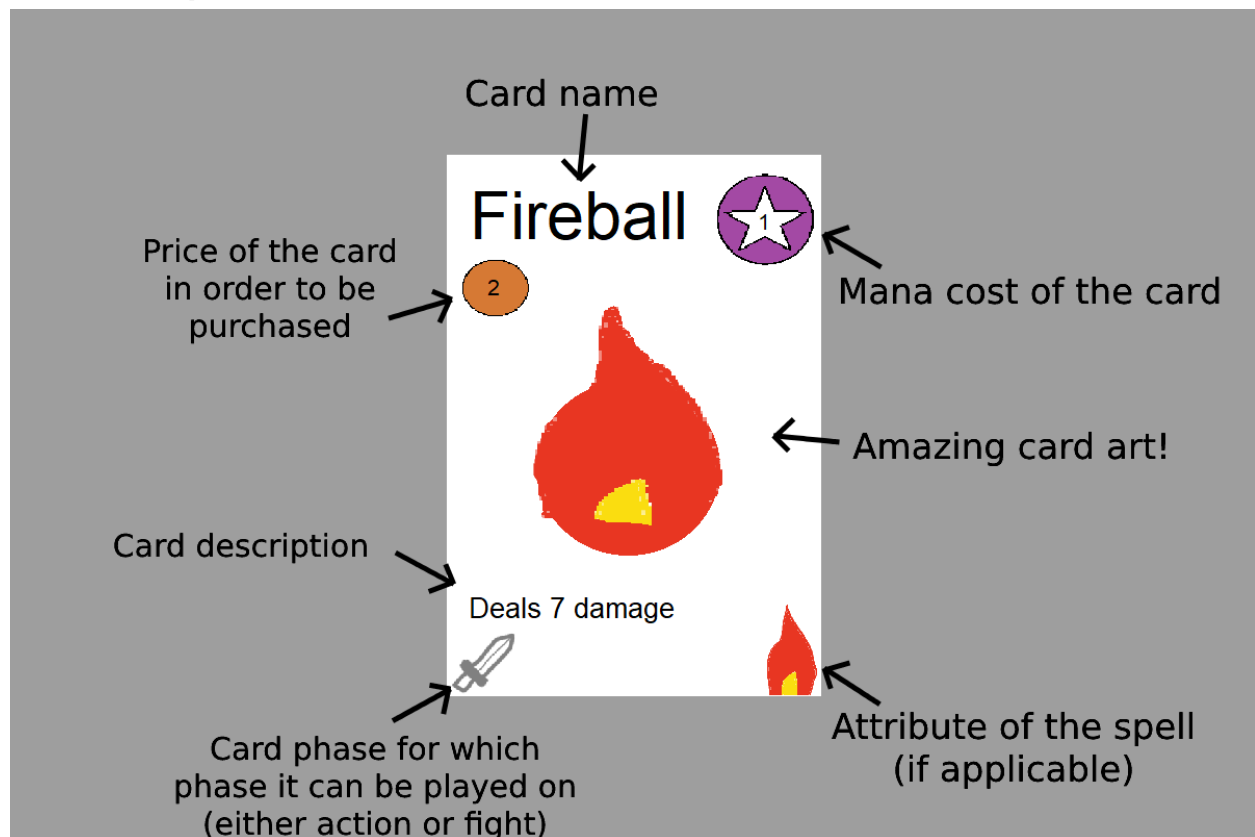 Card name
Fireball
1
Price of the card
in order to be
purchased
2
Mana cost of the card
Amazing card art!
Card description
Deals 7 damage
Attribute of the spell
(if applicable)
Card phase for which
phase it can be played on
(either action or fight)